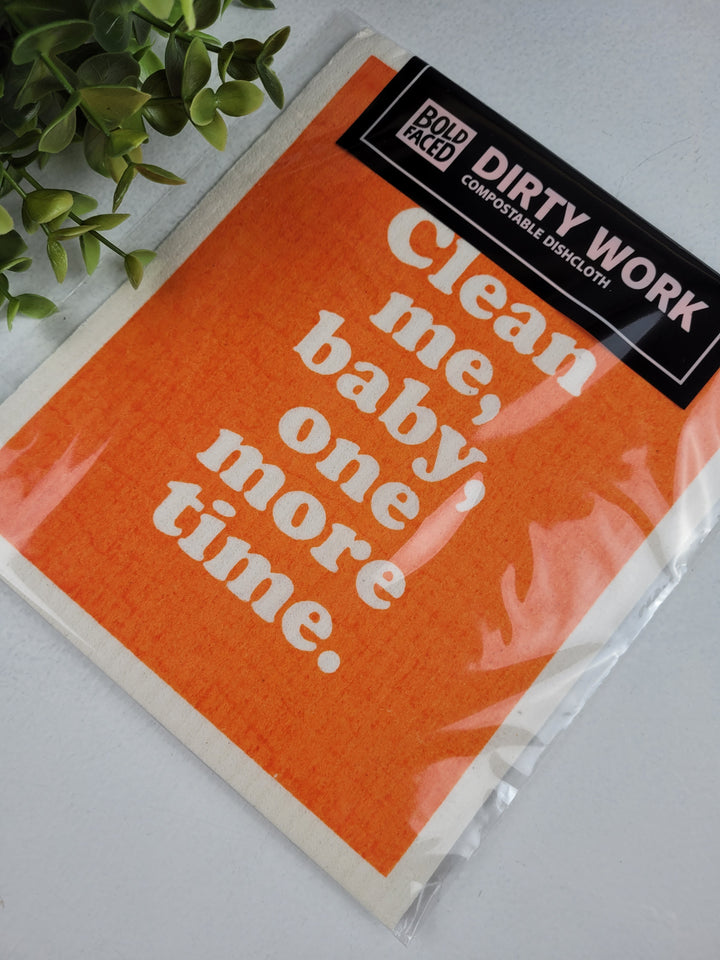 BOLD
FACED
DIRTY WORK
COMPOSTABLE DISHCLOTH
Clean
me,
baby,
one
more
time.